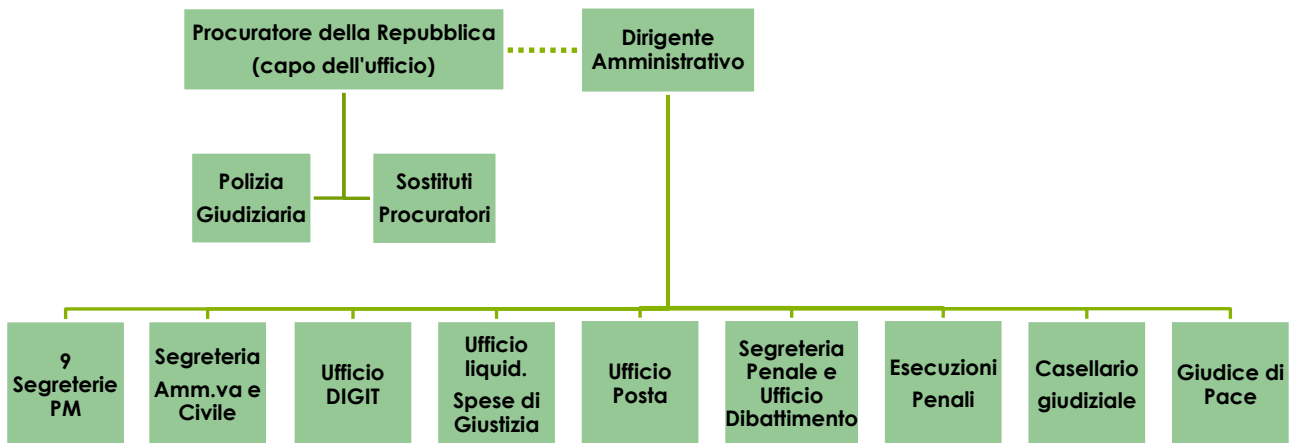 Procuratore della Repubblica
(capo dell'ufficio)
Dirigente
Amministrativo
Polizia
Giudiziaria
Sostituti
Procuratori
9
Segreterie
PM
Segreteria
Amm.va e
Civile
Ufficio
DIGIT
Ufficio
liquid.
Spese di
Giustizia
Ufficio
Posta
Segreteria
Penale e
Ufficio
Dibattimento
Esecuzioni
Penali
Casellario
giudiziale
Giudice di
Pace